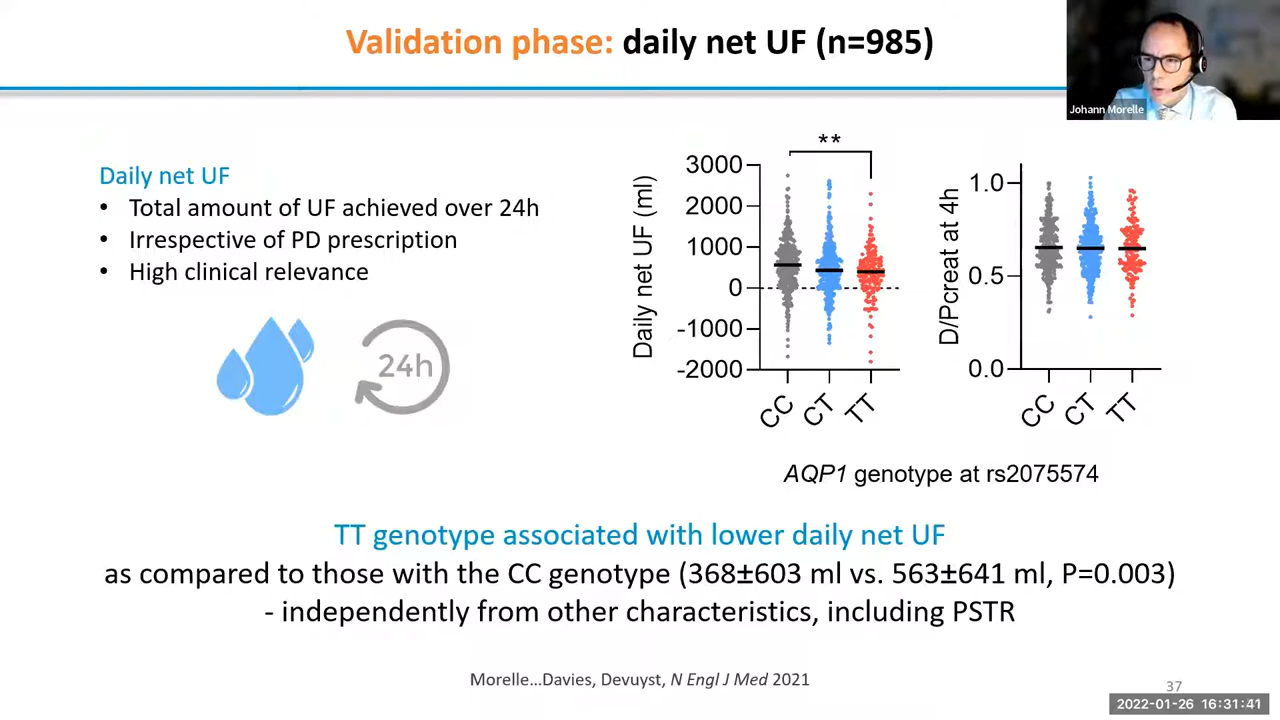 Validation phase: daily net UF (n=985)
Johann Morelle
Daily net UF
• Total amount of UF achieved over 24h
• Irrespective of PD prescription
• High clinical relevance
24h
**
Daily net UF (ml)
3000
2000
1000
0
-1000
-2000
CC
CT
TT
D/Pcreat at 4h
1.0
0.5
0.0
CC
CT
TT
AQP1 genotype at rs2075574
TT genotype associated with lower daily net UF
as compared to those with the CC genotype (368±603 ml vs. 563±641 ml, P=0.003)
- independently from other characteristics, including PSTR
Morelle...Davies, Devuyst, N Engl J Med 2021
37
2022-01-26 16:31:41